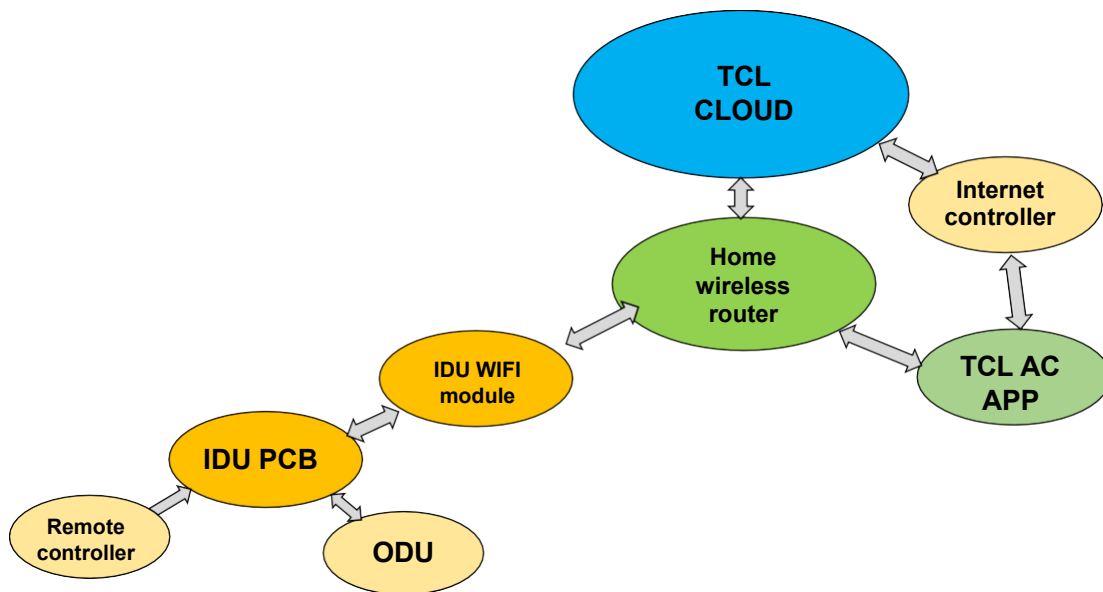 TCL
CLOUD
Internet
controller
Home
wireless
router
IDU WIFI
module
TCL AC
APP
IDU PCB
Remote
controller
ODU